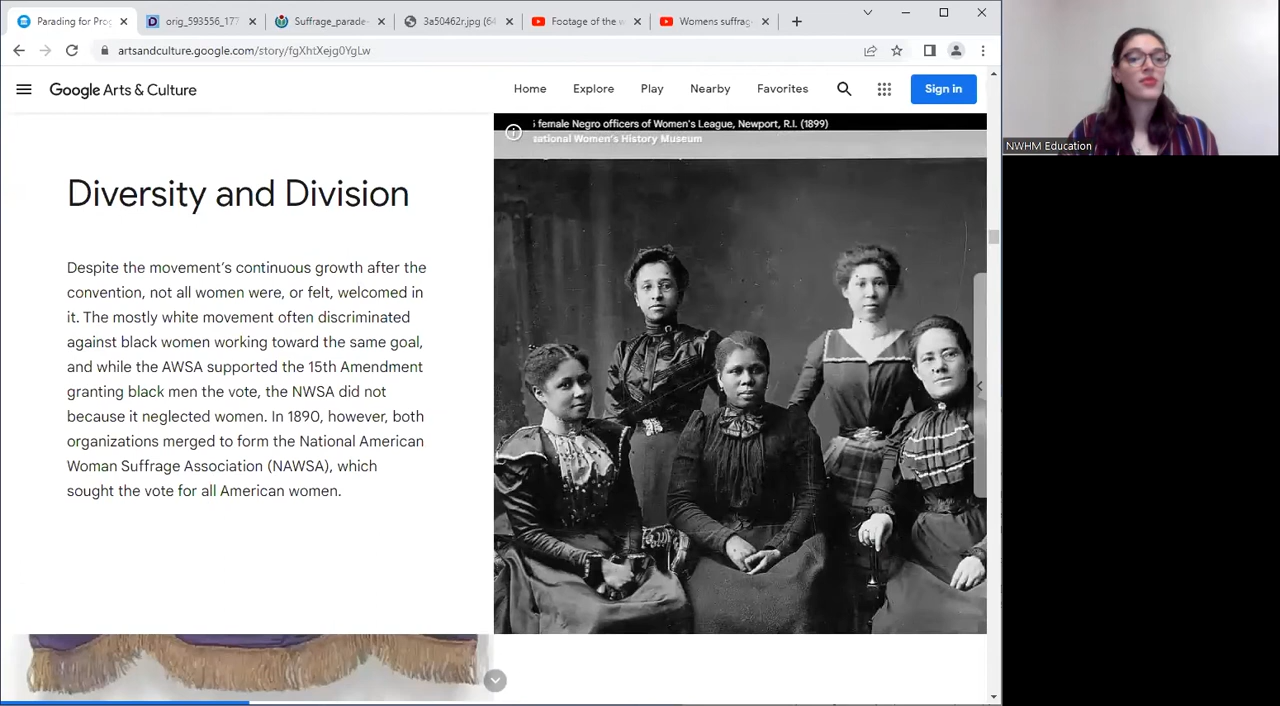 Parading for Prog
orig_593556_177
Suffrage_parade-
3a50462r.jpg (64
Footage of the w
Womens suffrag
artsandculture.google.com/story/fgXhtXejg0YgLw
Google Arts & Culture
Home
Explore
Play
Nearby
Favorites
Sign in
female Negro officers of Women's League, Newport, R.I. (1899)
ational Women's History Museum
Diversity and Division
Despite the movement's continuous growth after the
convention, not all women were, or felt, welcomed in
it. The mostly white movement often discriminated
against black women working toward the same goal,
and while the AWSA supported the 15th Amendment
granting black men the vote, the NWSA did not
because it neglected women. In 1890, however, both
organizations merged to form the National American
Woman Suffrage Association (NAWSA), which
sought the vote for all American women.
NWHM Education